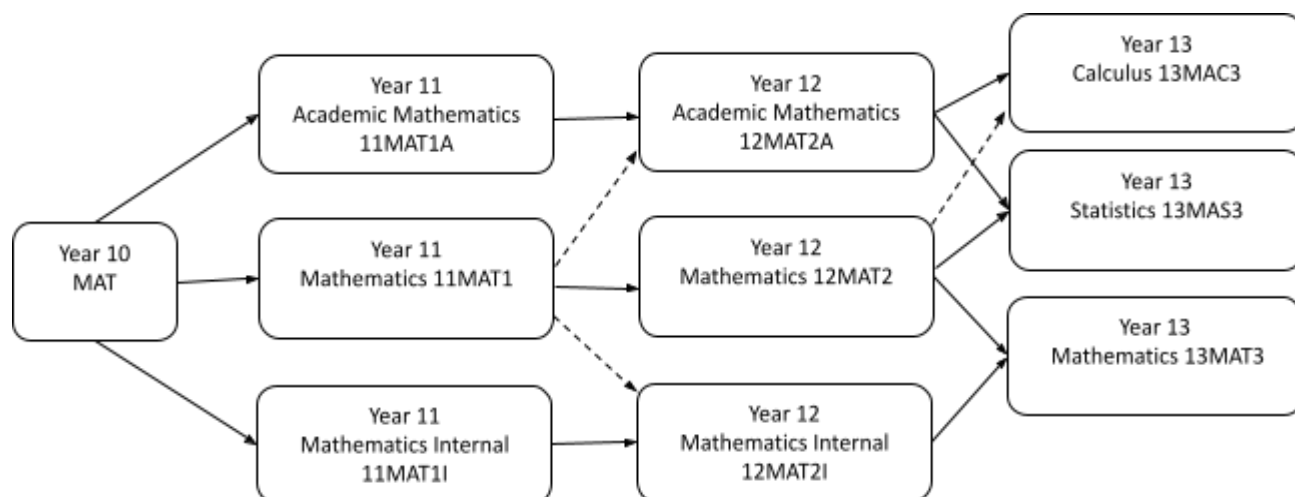 Year 10
MAT
Year 11
Academic Mathematics
11MAT1A
Year 11
Mathematics 11MAT1
Year 11
Mathematics Internal
11MAT1I
Year 12
Academic Mathematics
12MAT2A
Year 12
Mathematics 12MAT2
Year 12
Mathematics Internal
12MAT2I
Year 13
Calculus 13MAC3
Year 13
Statistics 13MAS3
Year 13
Mathematics 13MAT3